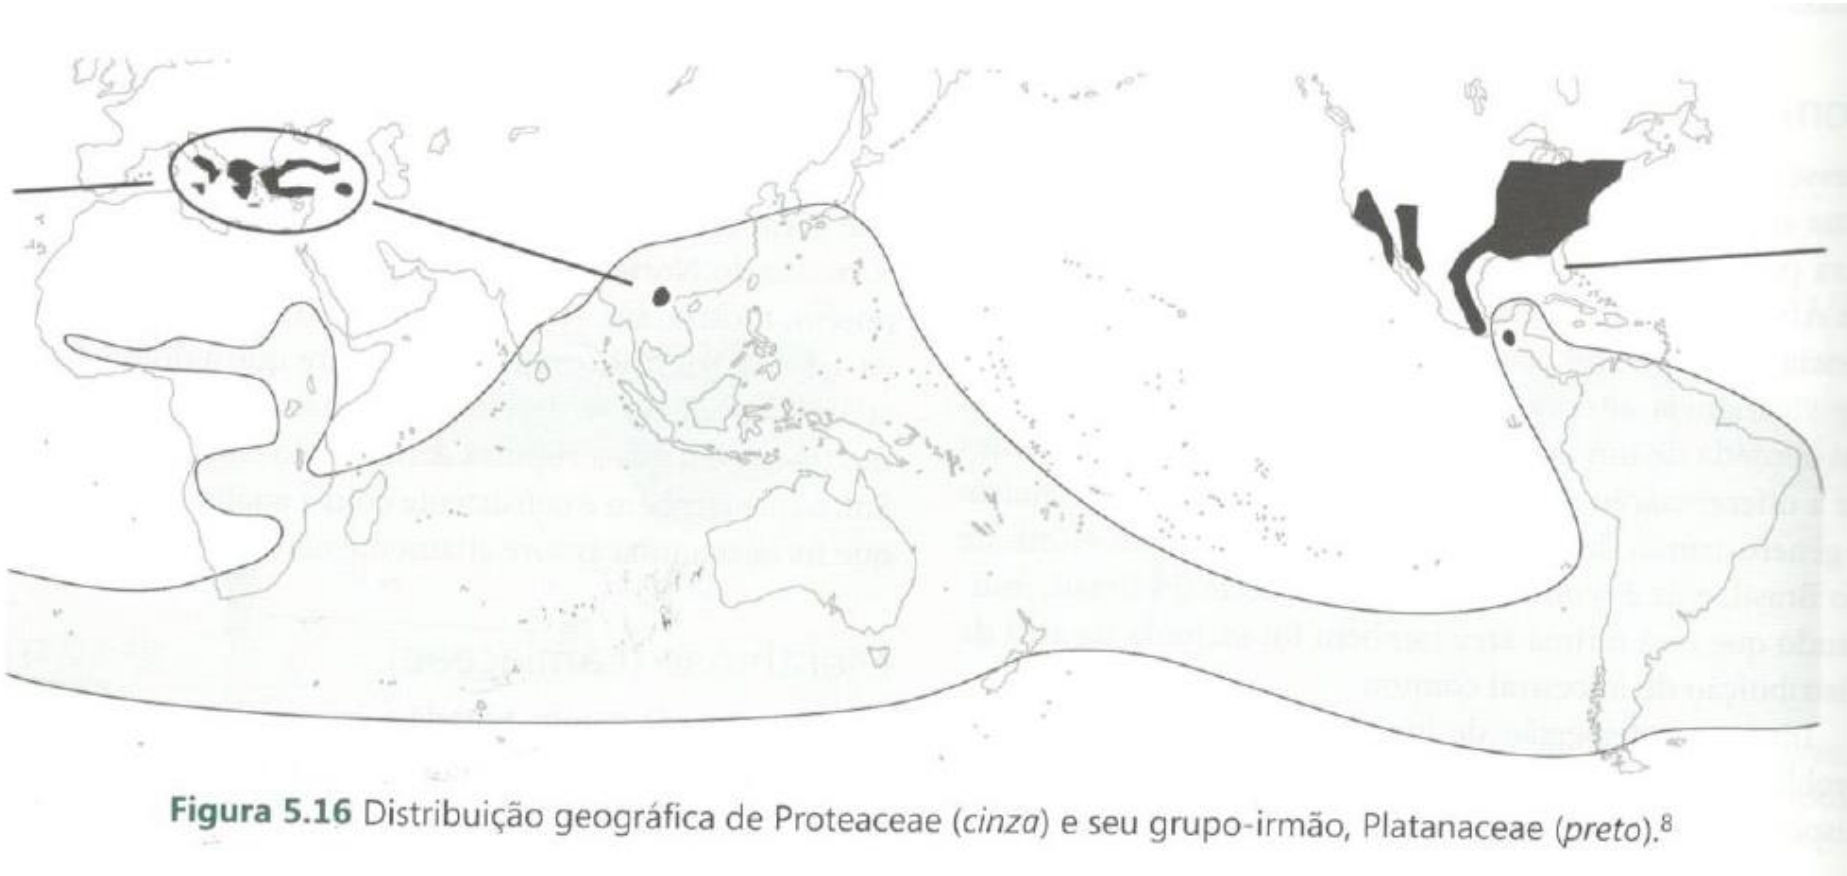 Figura 5.16 Distribuição geográfica de Proteaceae (cinza) e seu grupo-irmão, Platanaceae (preto).⁸